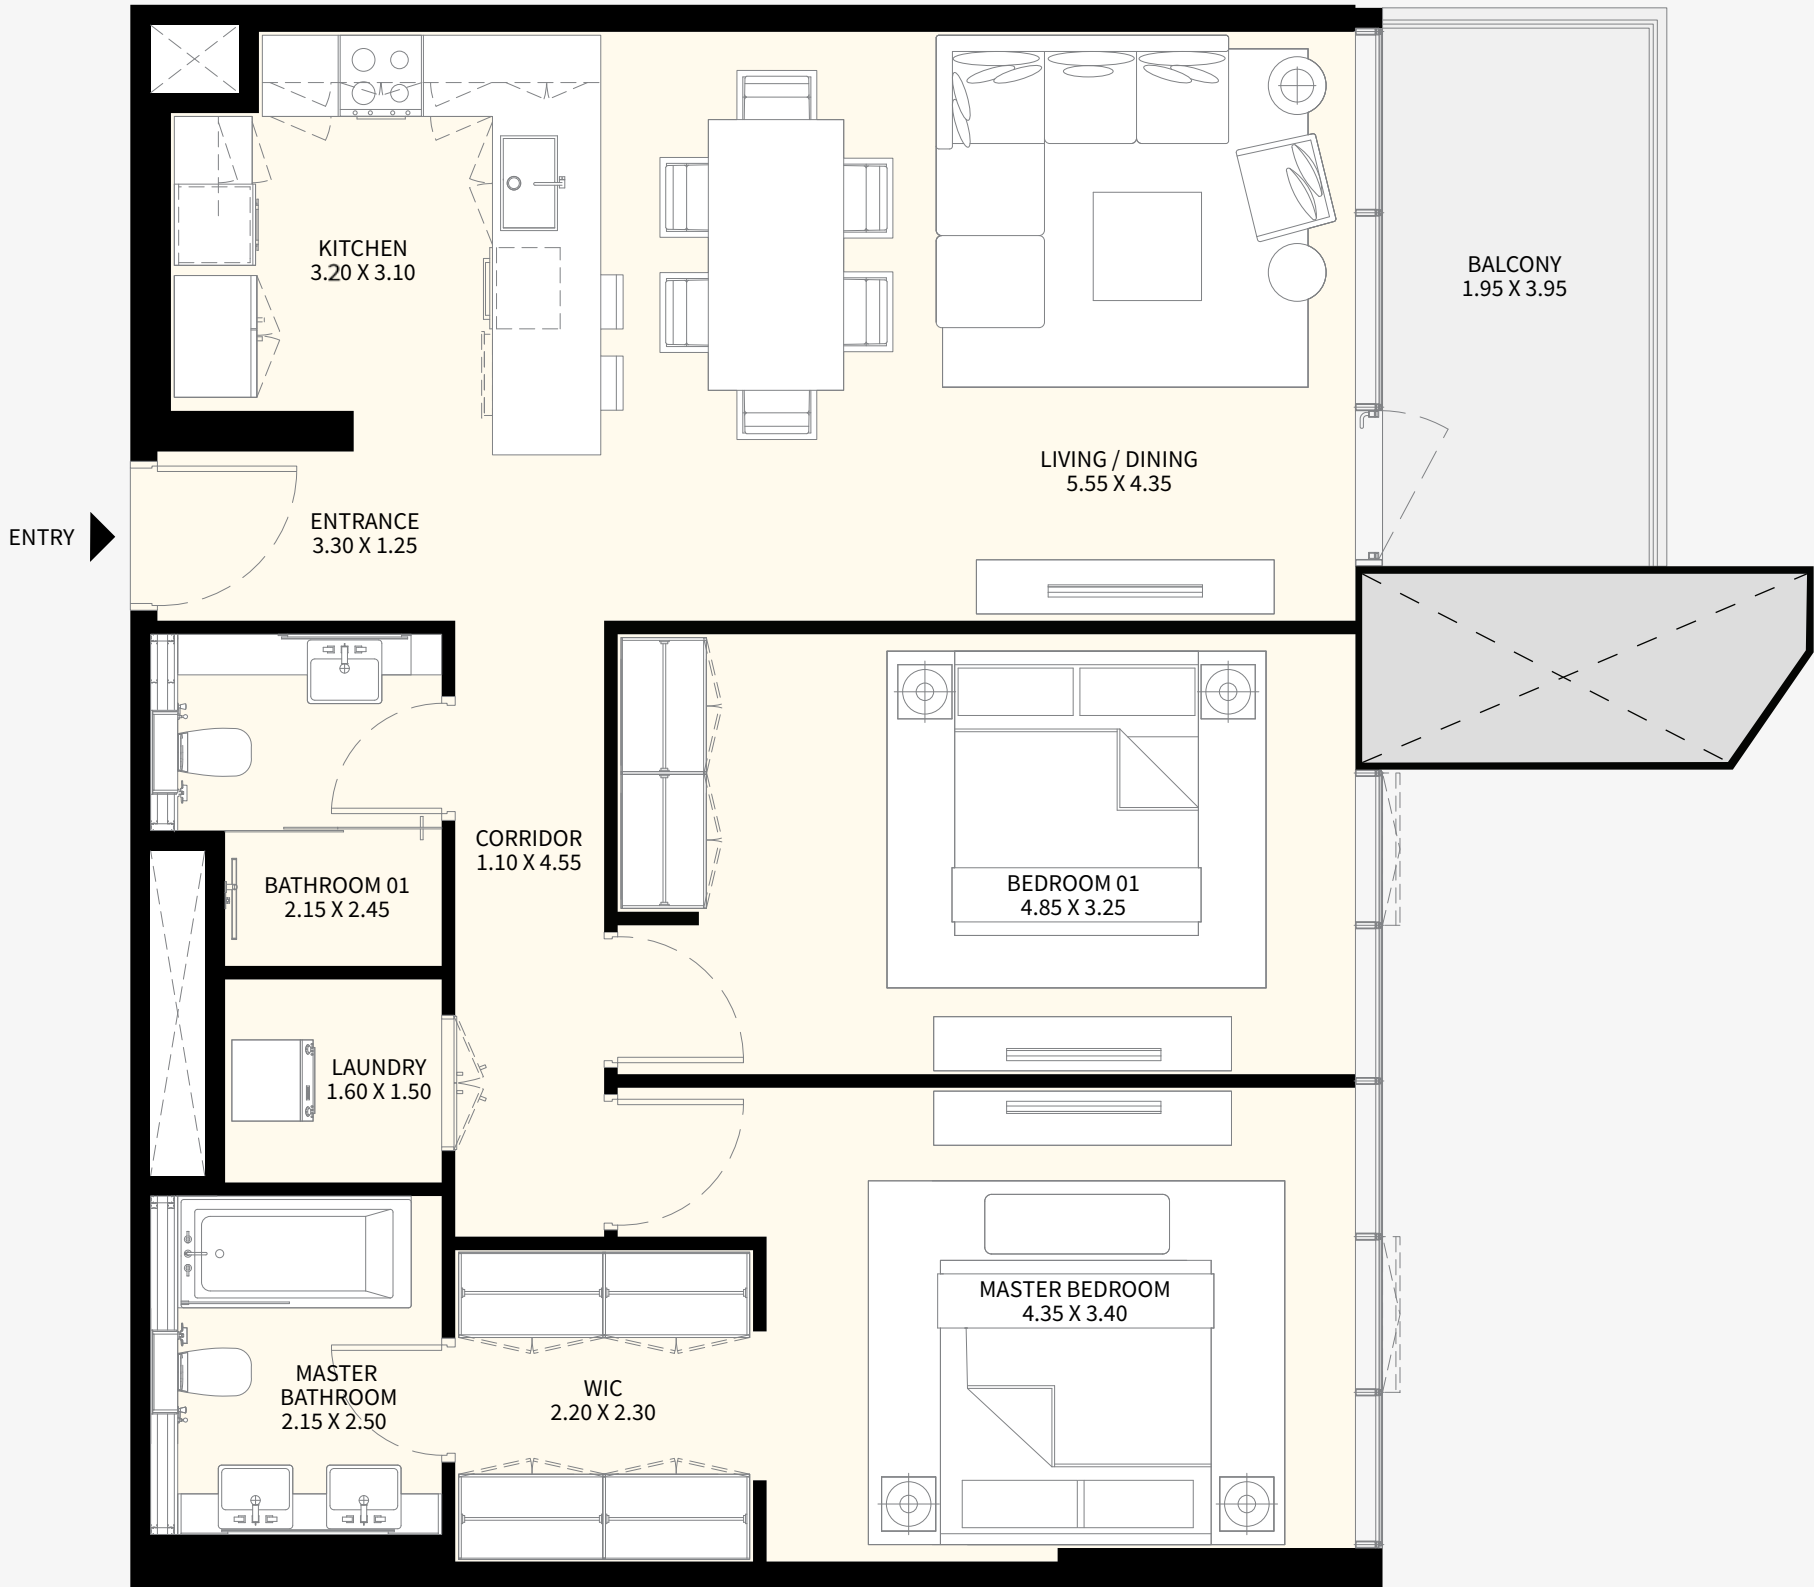 KITCHEN
3.20 X 3.10
BALCONY
1.95 X 3.95
LIVING / DINING
5.55 X 4.35
ENTRY
ENTRANCE
3.30 X 1.25
CORRIDOR
1.10 X 4.55
BATHROOM 01
2.15 X 2.45
BEDROOM 01
4.85 X 3.25
LAUNDRY
1.60 X 1.50
MASTER BEDROOM
4.35 X 3.40
MASTER
BATHROOM
2.15 X 2.50
WIC
2.20 X 2.30